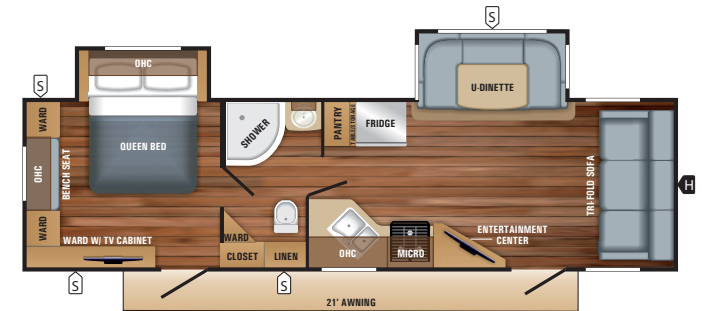 S
OHC
S
U-DINETTE
S
WARD
QUEEN BED
SHOWER
PANTRY
FRIDGE
OHC
BENCH SEAT
TRI-FOLD SOFA
H
WARD
WARD W/ TV CABINET
WARD
CLOSET
LINEN
OHC
MICRO
ENTERTAINMENT
CENTER
S
S
21' AWNING